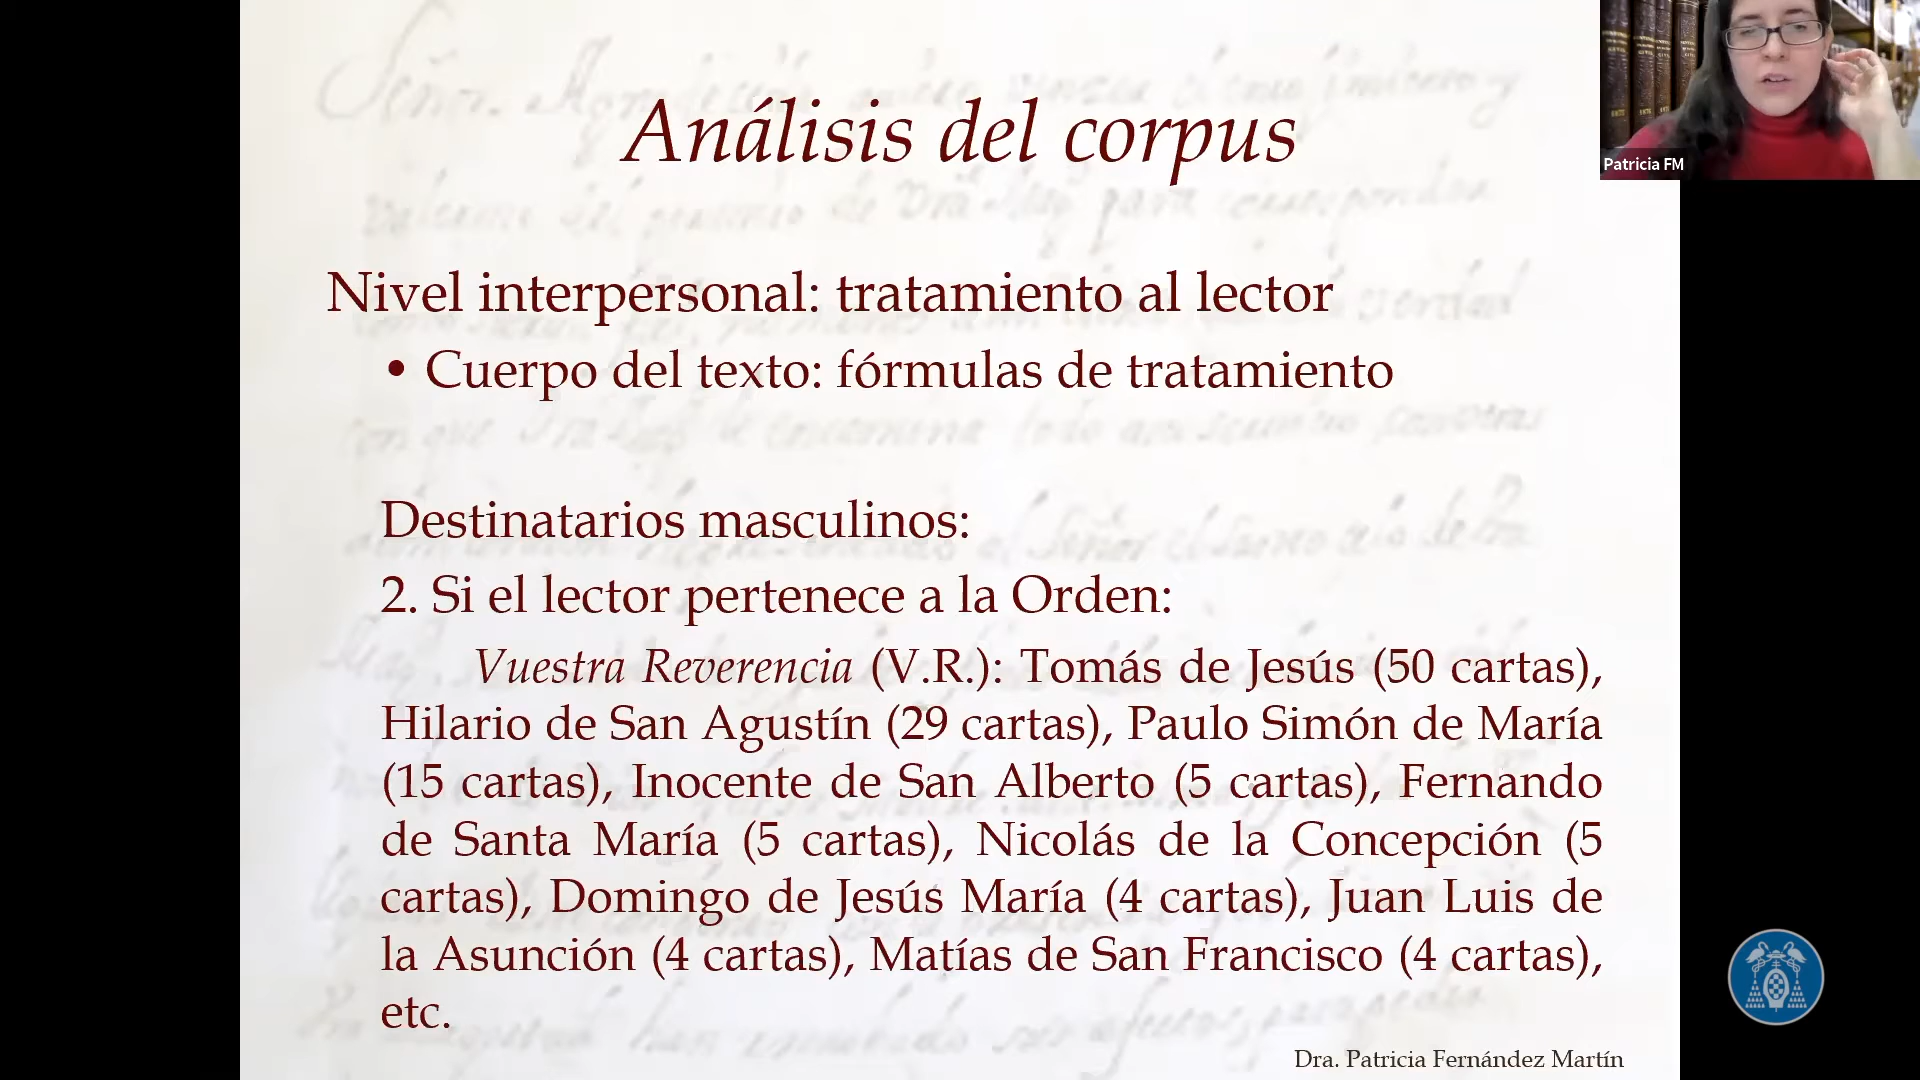 Análisis del corpus
Patricia FM
Nivel interpersonal: tratamiento al lector
• Cuerpo del texto: fórmulas de tratamiento
Destinatarios masculinos:
2. Si el lector pertenece a la Orden:
Vuestra Reverencia (V.R.): Tomás de Jesús (50 cartas),
Hilario de San Agustín (29 cartas), Paulo Simón de María
(15 cartas), Inocente de San Alberto (5 cartas), Fernando
de Santa María (5 cartas), Nicolás de la Concepción (5
cartas), Domingo de Jesús María (4 cartas), Juan Luis de
la Asunción (4 cartas), Matías de San Francisco (4 cartas),
etc.
Dra. Patricia Fernández Martín